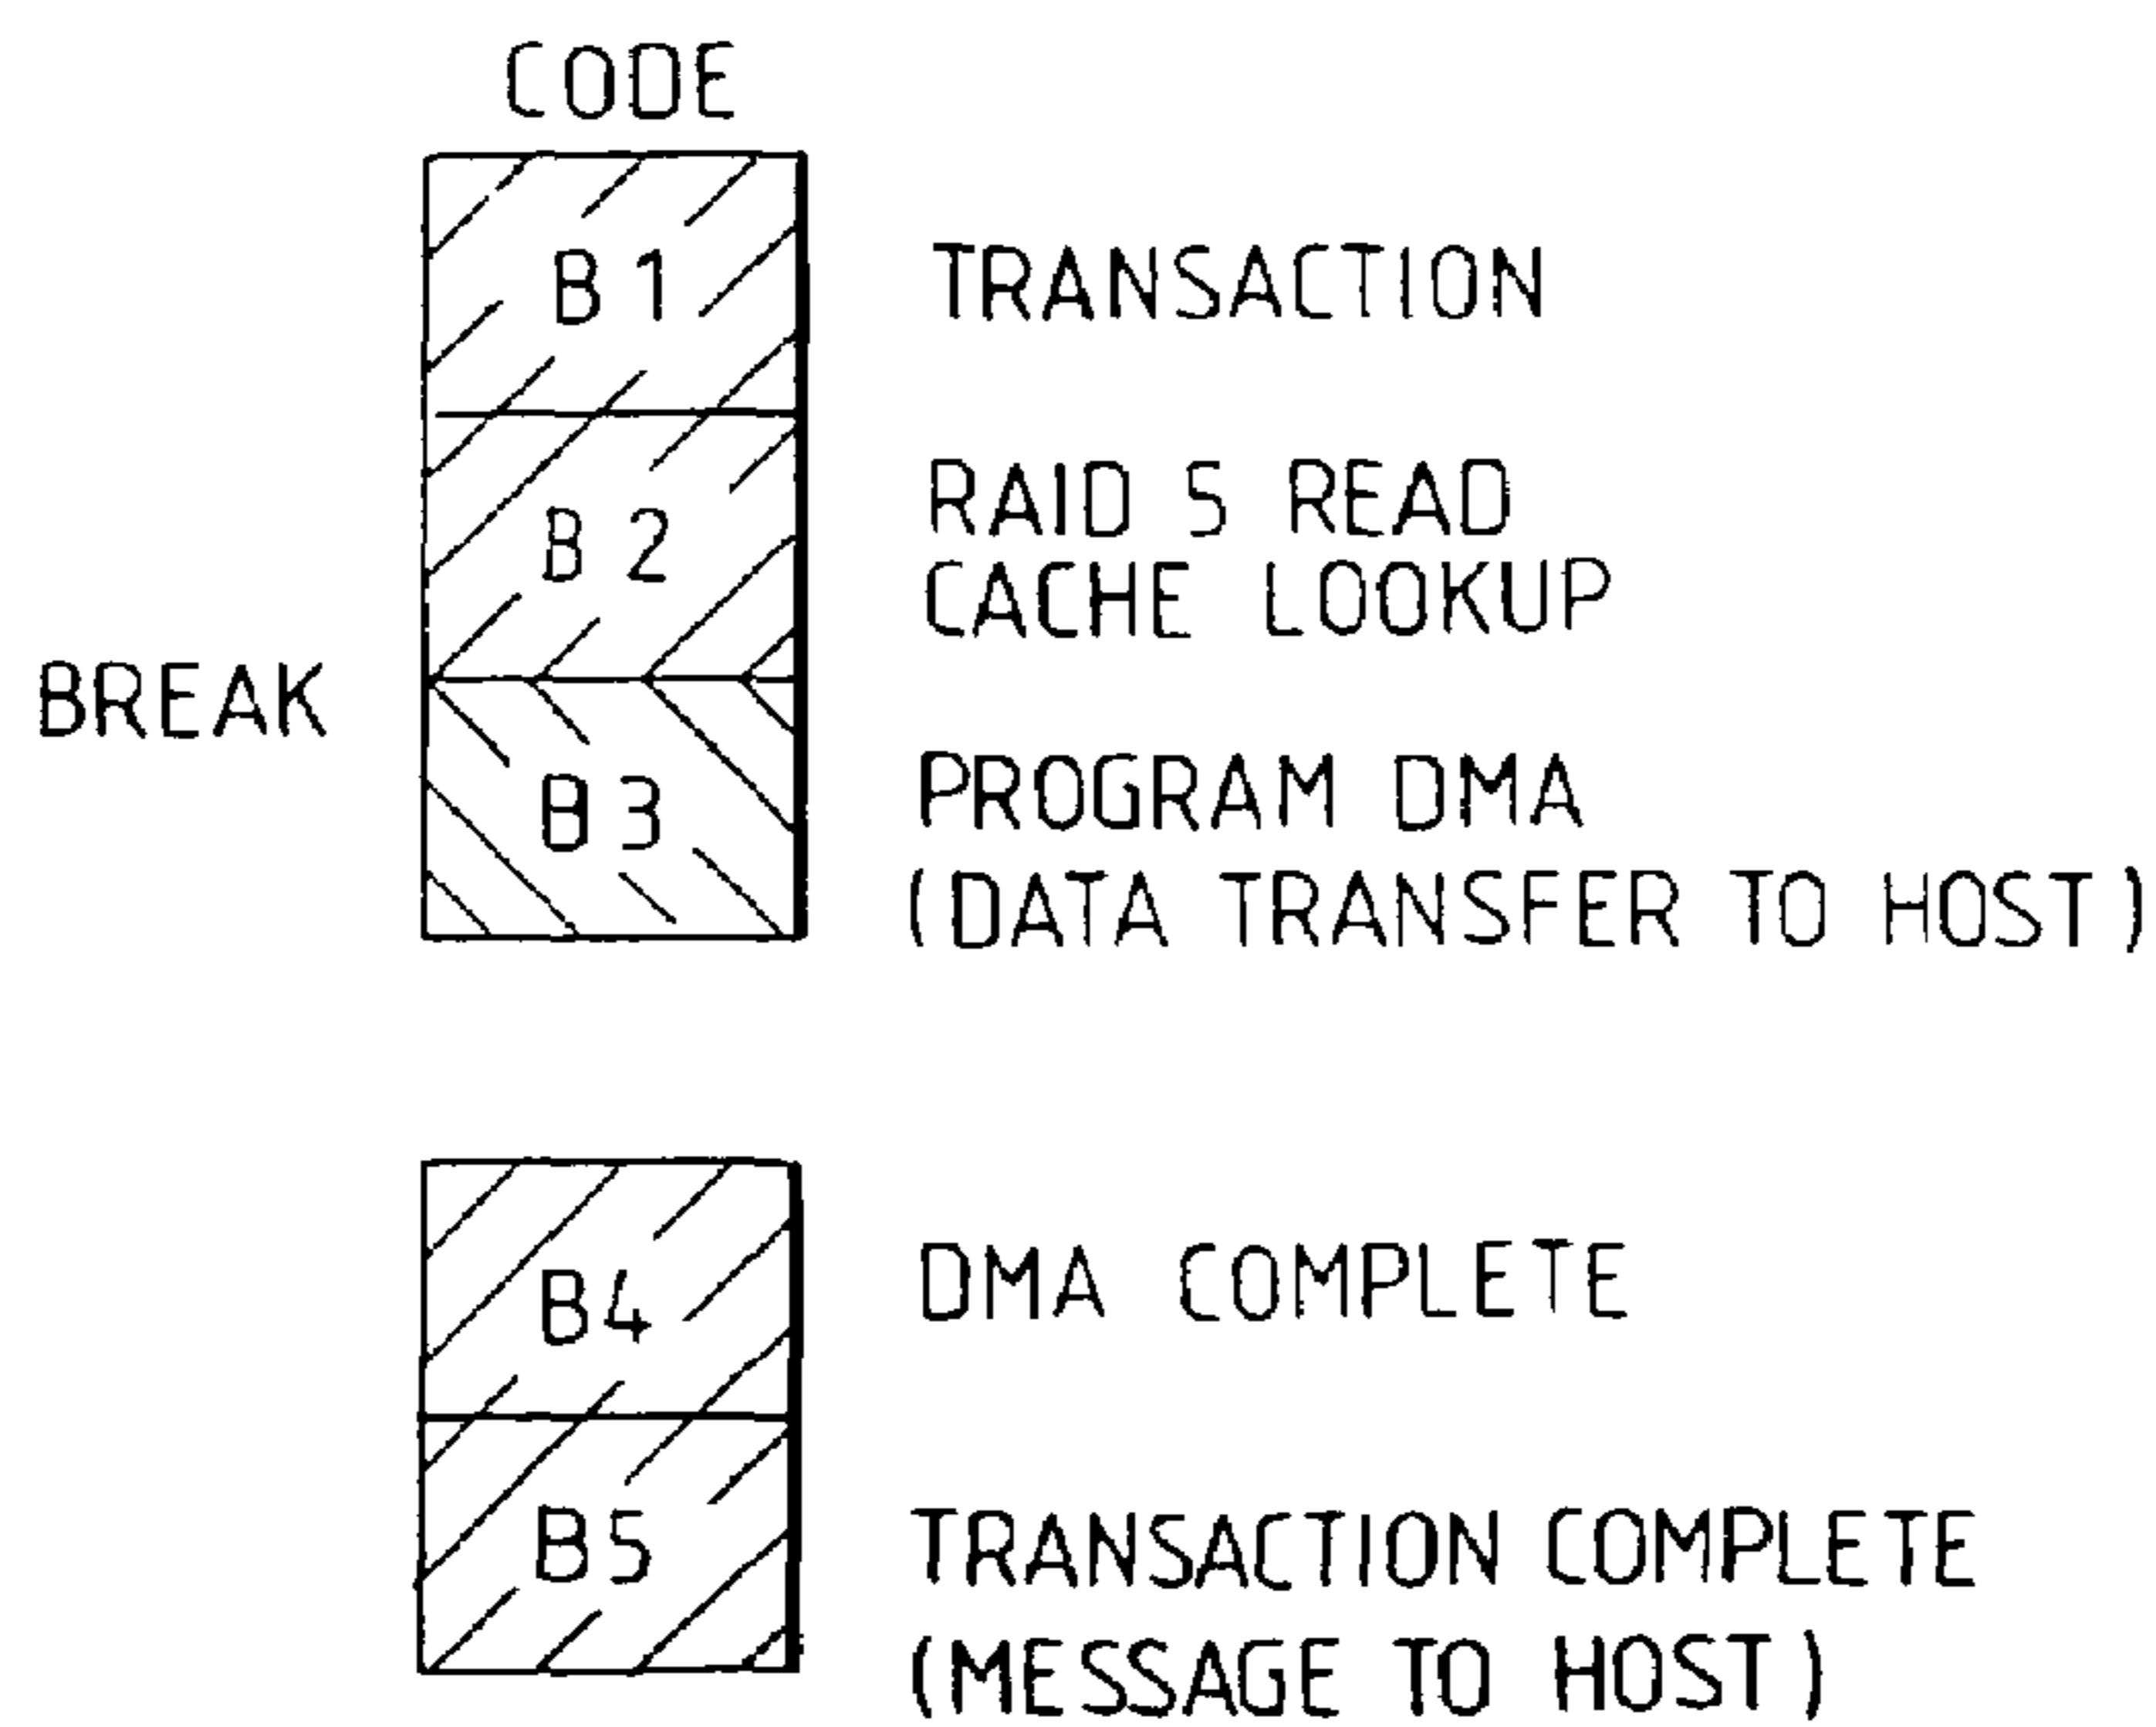 CODE
B1 TRANSACTION
RAID 5 READ
B2
CACHE LOOKUP
BREAK
B3 PROGRAM DMA
(DATA TRANSFER TO HOST)
B4 DMA COMPLETE
B5 TRANSACTION COMPLETE
(MESSAGE TO HOST)